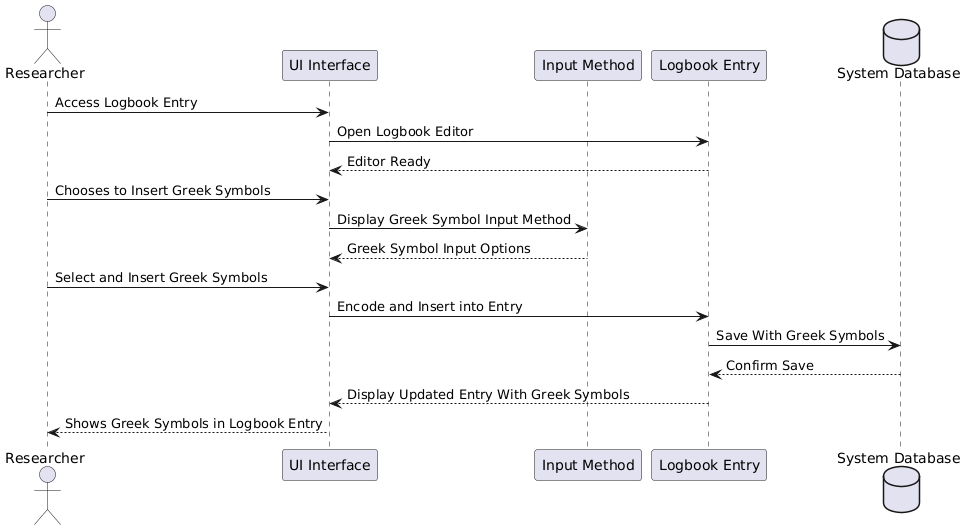 Researcher
UI Interface
Input Method
Logbook Entry
System Database
Access Logbook Entry
Open Logbook Editor
Editor Ready
Chooses to Insert Greek Symbols
Display Greek Symbol Input Method
Greek Symbol Input Options
Select and Insert Greek Symbols
Encode and Insert into Entry
Save With Greek Symbols
Confirm Save
Display Updated Entry With Greek Symbols
Shows Greek Symbols in Logbook Entry
Researcher
UI Interface
Input Method
Logbook Entry
System Database